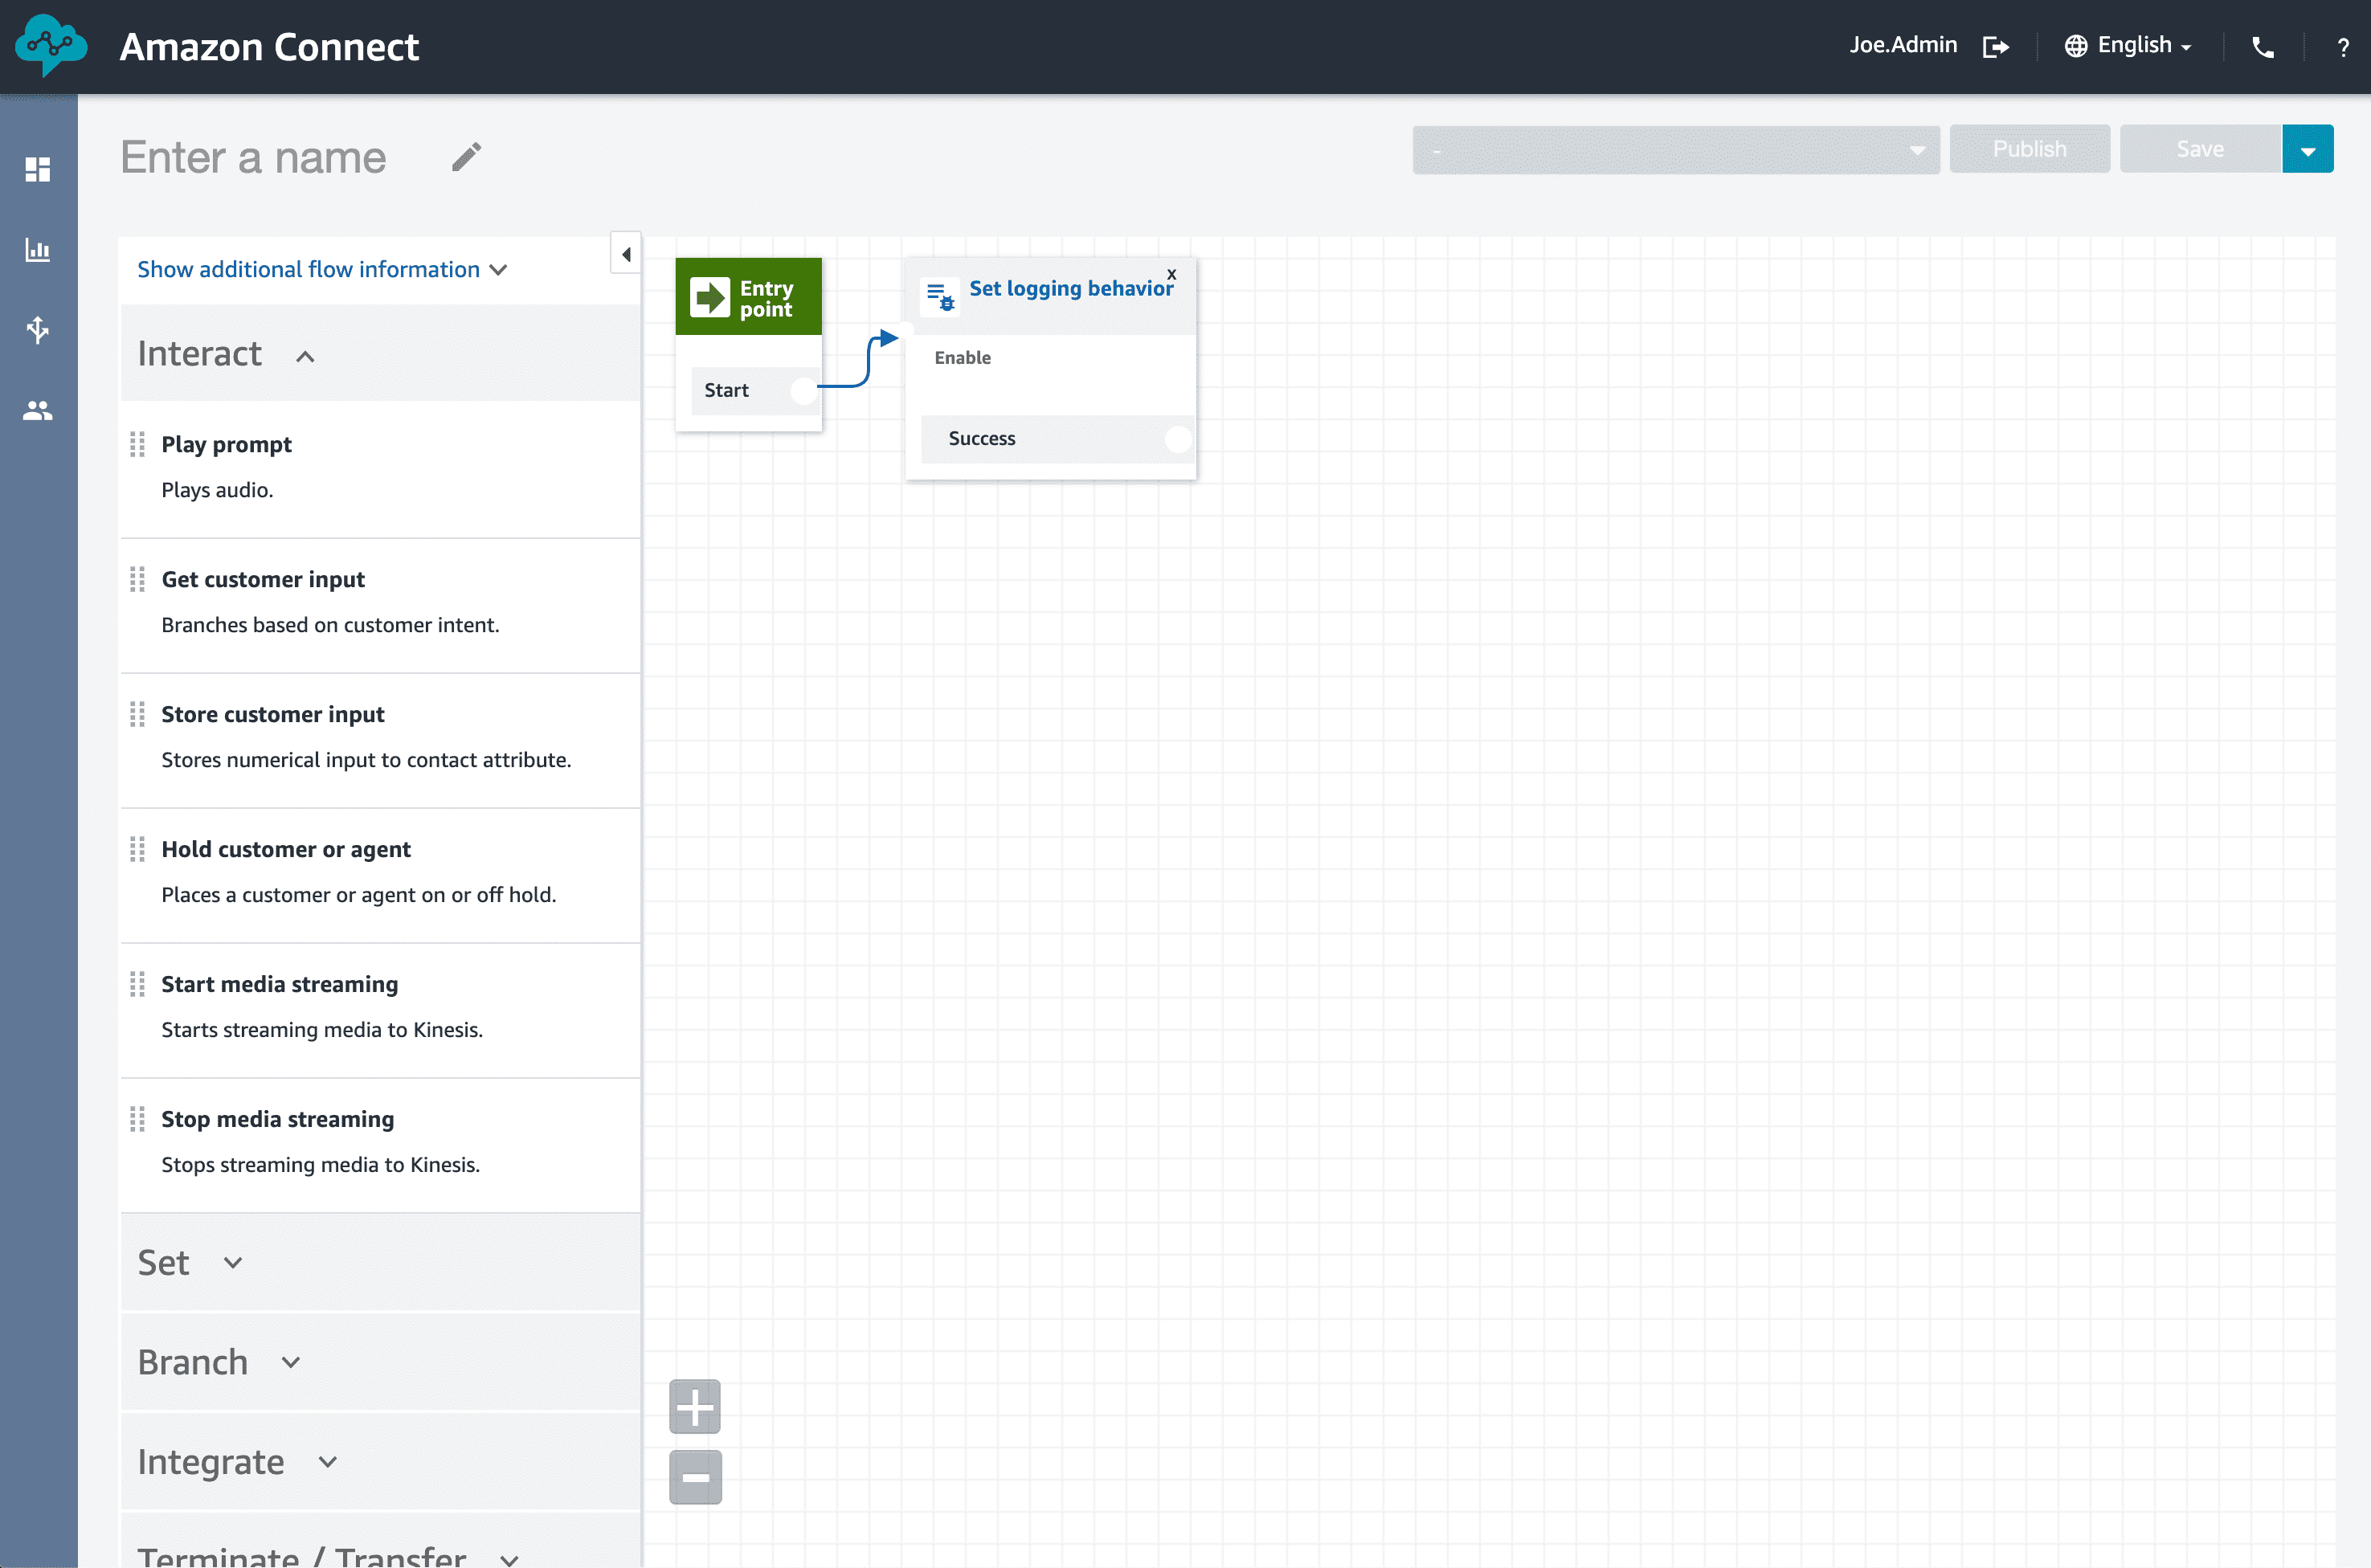 Amazon Connect
Joe.Admin
English
?
Enter a name
-
Publish
Save
Show additional flow information
Interact
Play prompt
Plays audio.
Get customer input
Branches based on customer intent.
Store customer input
Stores numerical input to contact attribute.
Hold customer or agent
Places a customer or agent on or off hold.
Start media streaming
Starts streaming media to Kinesis.
Stop media streaming
Stops streaming media to Kinesis.
Set
Branch
Integrate
Terminate / Transfer
Entry
point
Start
x
Set logging behavior
Enable
Success